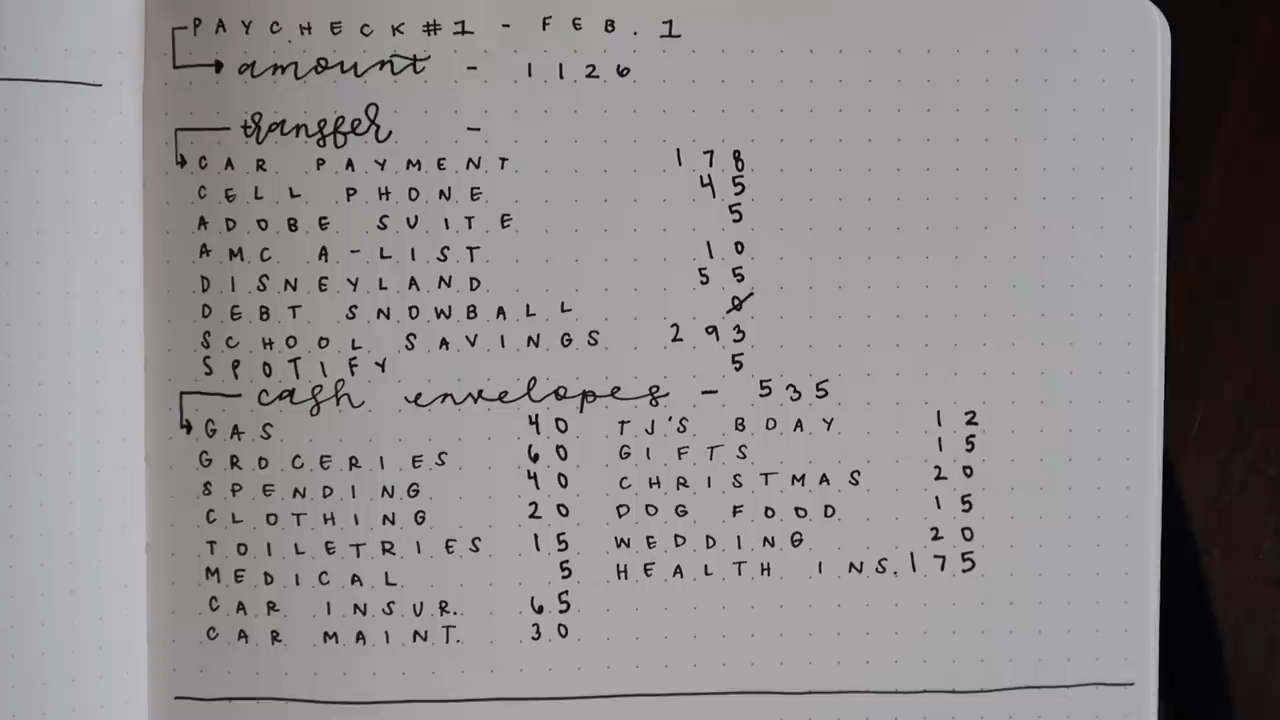 PAYCHECK #1 - FEB. 1
amount - 1126
transfer -
CAR PAYMENT 178
CELL PHONE 45
ADOBE SUITE 5
AMC A-LIST 10
DISNEYLAND 55
DEBT SNOWBALL 0
SCHOOL SAVINGS 293
SPOTIFY 5
cash envelopes - 535
GAS 40 TJ'S BDAY 12
GROCERIES 60 GIFTS 15
SPENDING 40 CHRISTMAS 20
CLOTHING 20 DOG FOOD 15
TOILETRIES 15 WEDDING 20
MEDICAL 5 HEALTH INS. 175
CAR INSUR. 65
CAR MAINT. 30